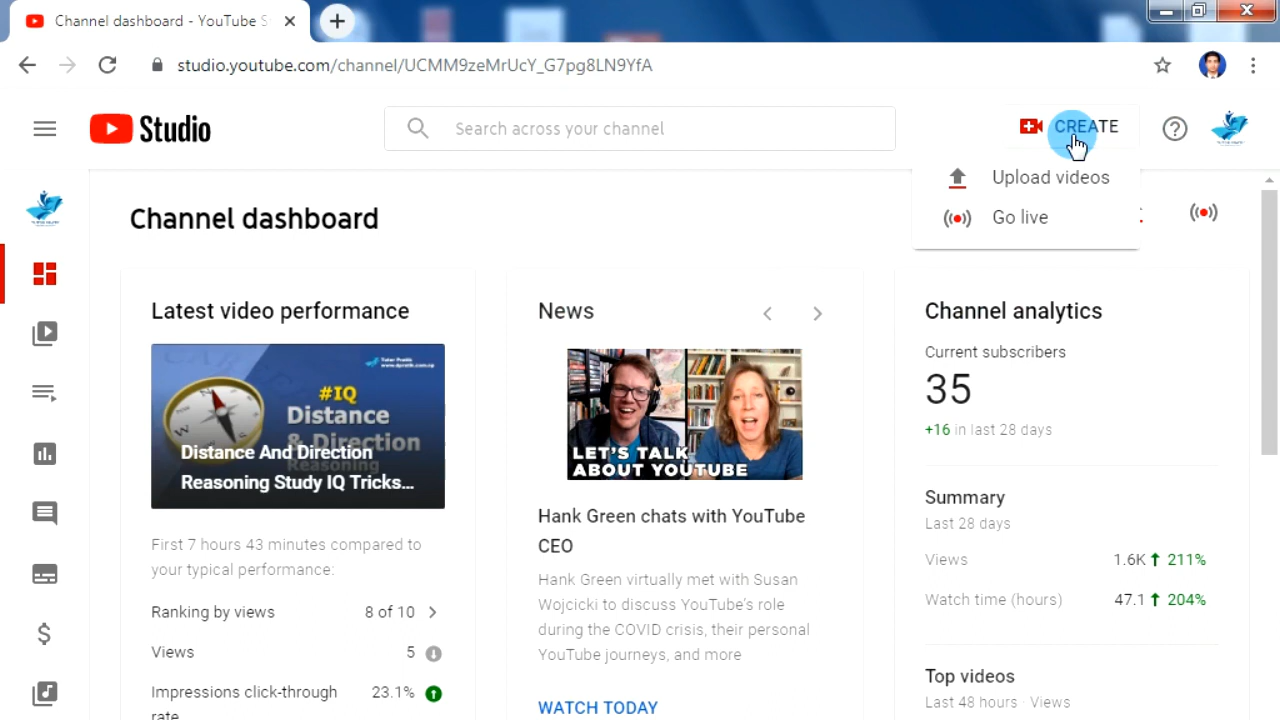 Channel dashboard - YouTube S
studio.youtube.com/channel/UCMM9zeMrUcY_G7pg8LN9YfA
Studio
Search across your channel
CREATE
Upload videos
Go live
Channel dashboard
Latest video performance
Tutor Pratik
www.dpratik.com.np
#IQ
Distance
& Direction
Reasoning
Distance And Direction
Reasoning Study IQ Tricks...
First 7 hours 43 minutes compared to
your typical performance:
Ranking by views 8 of 10
Views 5
Impressions click-through 23.1%
rate
News
LET'S TALK
ABOUT YOUTUBE
Hank Green chats with YouTube
CEO
Hank Green virtually met with Susan
Wojcicki to discuss YouTube's role
during the COVID crisis, their personal
YouTube journeys, and more
WATCH TODAY
Channel analytics
Current subscribers
35
+16 in last 28 days
Summary
Last 28 days
Views 1.6K 211%
Watch time (hours) 47.1 204%
Top videos
Last 48 hours · Views